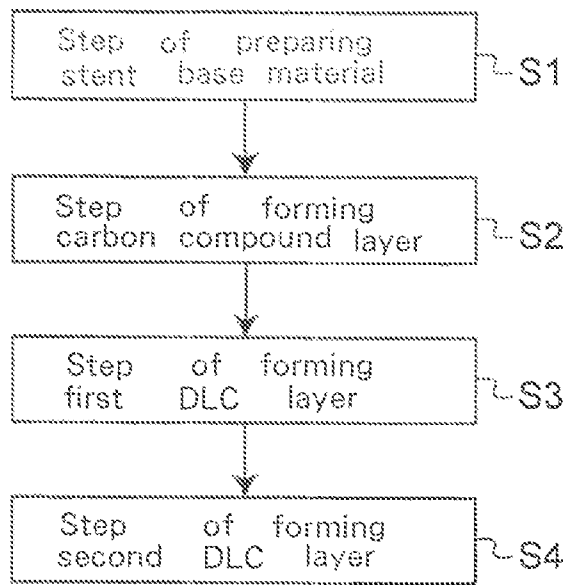 Step of preparing
stent base material
S1
Step of forming
carbon compound layer
S2
Step of forming
first DLC layer
S3
Step of forming
second DLC layer
S4